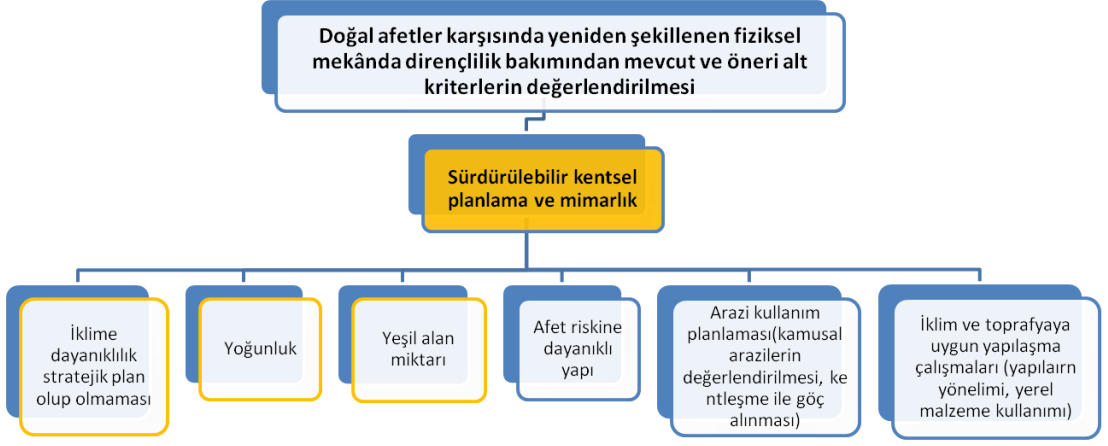 Doğal afetler karşısında yeniden şekillenen fiziksel
mekânda dirençlilik bakımından mevcut ve öneri alt
kriterlerin değerlendirilmesi
Sürdürülebilir kentsel
planlama ve mimarlık
İklime
dayanıklılık
stratejik plan
olup olmaması
Yoğunluk
Yeşil alan
miktarı
Afet riskine
dayanıklı
yapı
Arazi kullanım
planlaması(kamusal
arazilerin
değerlendirilmesi, ke
ntleşme ile göç
alınması)
İklim ve toprafyaya
uygun yapılaşma
çalışmaları (yapılaırn
yönelimi, yerel
malzeme kullanımı)